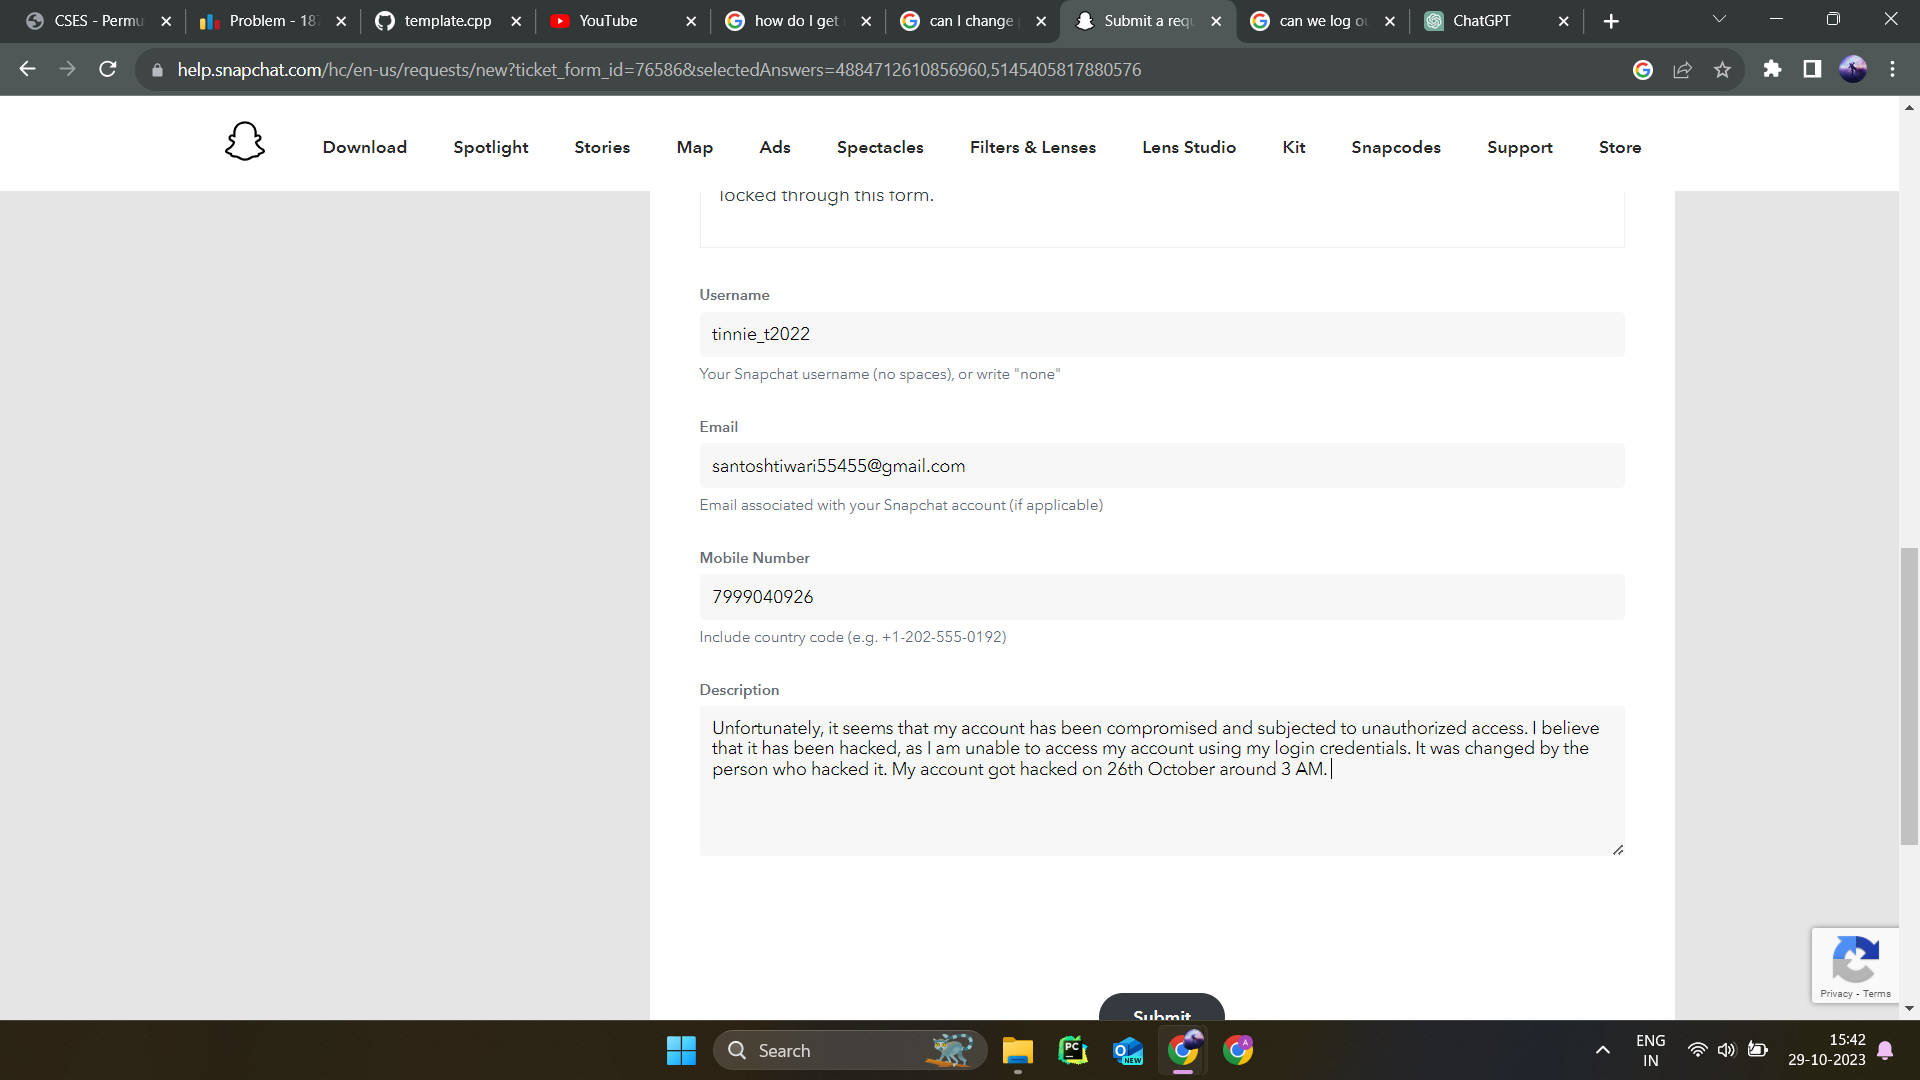 CSES - Permu
Problem - 187
template.cpp
YouTube
how do I get
can I change
Submit a requ
can we log ou
ChatGPT
help.snapchat.com/hc/en-us/requests/new?ticket_form_id=76586&selectedAnswers=4884712610856960,5145405817880576
Download
Spotlight
Stories
Map
Ads
Spectacles
Filters & Lenses
Lens Studio
Kit
Snapcodes
Support
Store
locked through this form.
Username
tinnie_t2022
Your Snapchat username (no spaces), or write "none"
Email
santoshtiwari55455@gmail.com
Email associated with your Snapchat account (if applicable)
Mobile Number
7999040926
Include country code (e.g. +1-202-555-0192)
Description
Unfortunately, it seems that my account has been compromised and subjected to unauthorized access. I believe
that it has been hacked, as I am unable to access my account using my login credentials. It was changed by the
person who hacked it. My account got hacked on 26th October around 3 AM.
Privacy - Terms
Submit
Search
PC
NEW
A
ENG
IN
15:42
29-10-2023